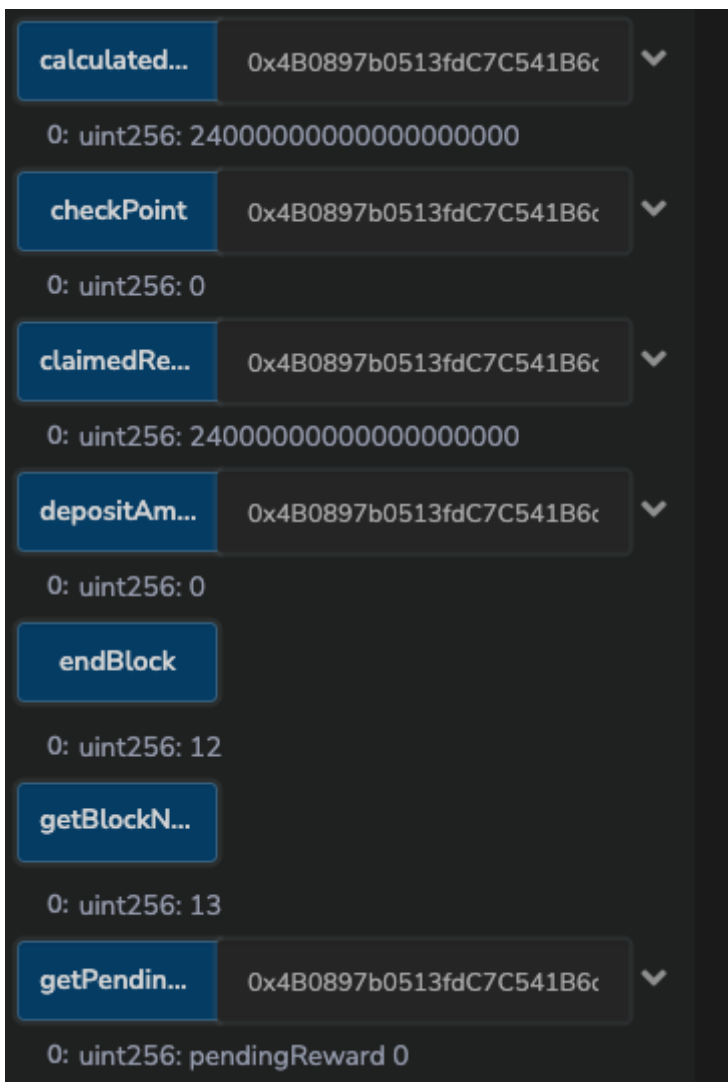 calculated... 0x4B0897b0513fdC7C541B6c
0: uint256: 24000000000000000000
checkPoint 0x4B0897b0513fdC7C541B6c
0: uint256: 0
claimedRe... 0x4B0897b0513fdC7C541B6c
0: uint256: 24000000000000000000
depositAm... 0x4B0897b0513fdC7C541B6c
0: uint256: 0
endBlock
0: uint256: 12
getBlockN...
0: uint256: 13
getPendin... 0x4B0897b0513fdC7C541B6c
0: uint256: pendingReward 0